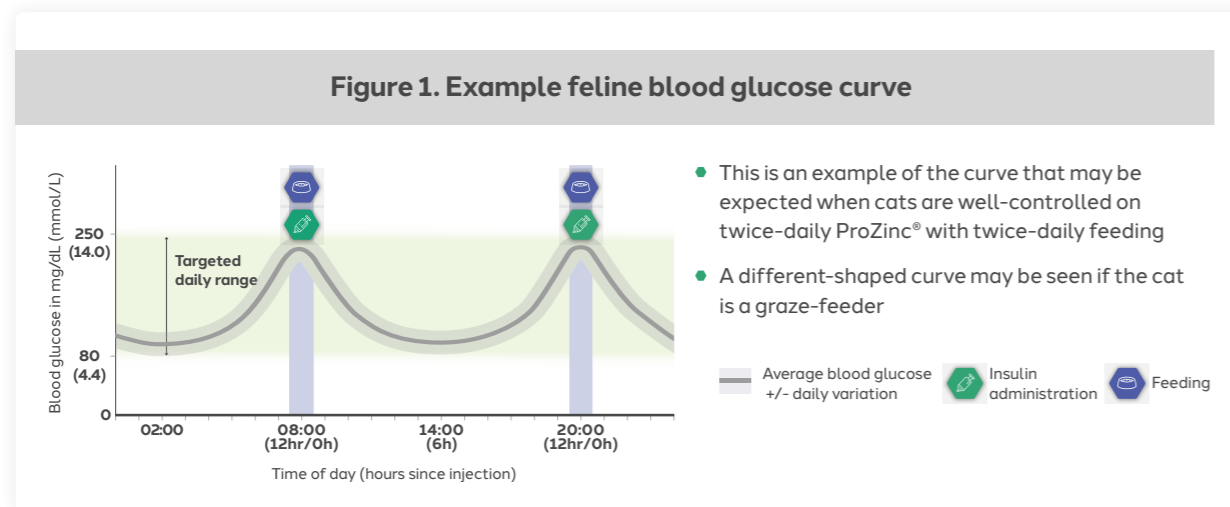 Figure 1. Example feline blood glucose curve
Blood glucose in mg/dL (mmol/L)
250
(14.0)
80
(4.4)
0
Targeted
daily range
02:00
08:00
(12hr/0h)
14:00
(6h)
20:00
(12hr/0h)
Time of day (hours since injection)
This is an example of the curve that may be
expected when cats are well-controlled on
twice-daily ProZinc® with twice-daily feeding
A different-shaped curve may be seen if the cat
is a graze-feeder
Average blood glucose
+/- daily variation
Insulin
administration
Feeding